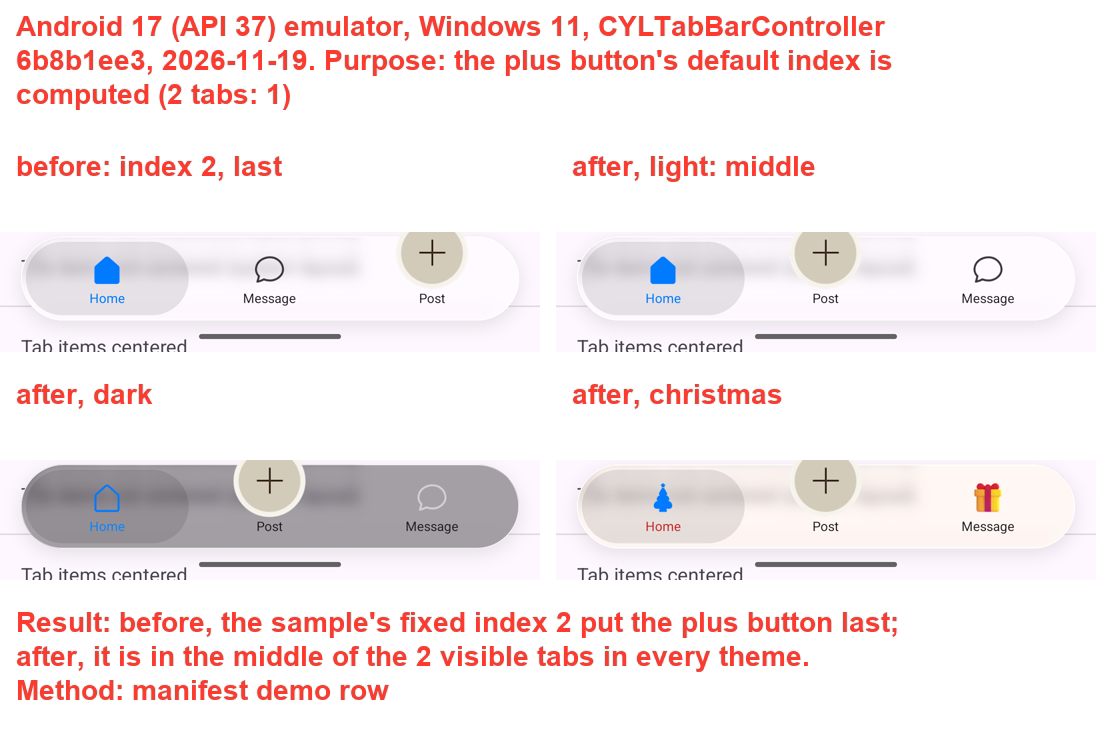 Android 17 (API 37) emulator, Windows 11, CYLTabBarController
6b8b1ee3, 2026-11-19. Purpose: the plus button's default index is
computed (2 tabs: 1)
before: index 2, last
after, light: middle
Home
Message
Post
Tab items centered
Home
Post
Message
Tab items centered
after, dark
after, christmas
Home
Post
Message
Tab items centered
Home
Post
Message
Tab items centered
Result: before, the sample's fixed index 2 put the plus button last;
after, it is in the middle of the 2 visible tabs in every theme.
Method: manifest demo row